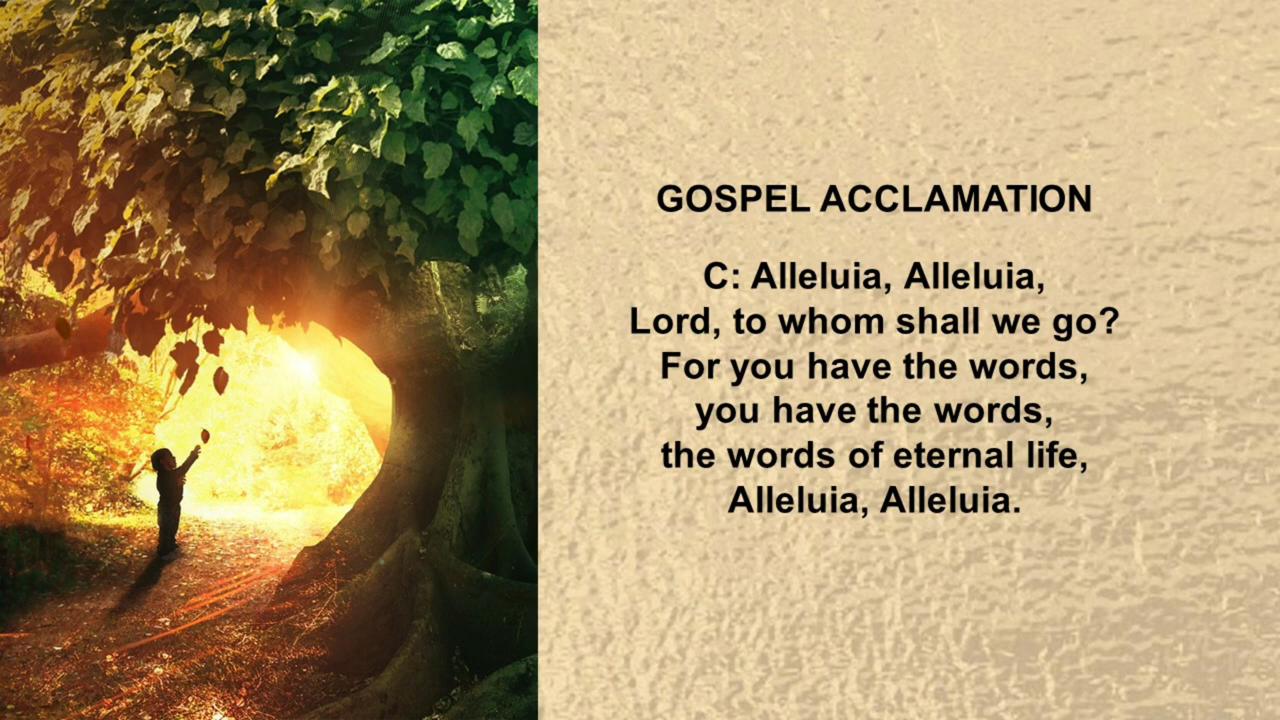 GOSPEL ACCLAMATION
C: Alleluia, Alleluia,
Lord, to whom shall we go?
For you have the words,
you have the words,
the words of eternal life,
Alleluia, Alleluia.